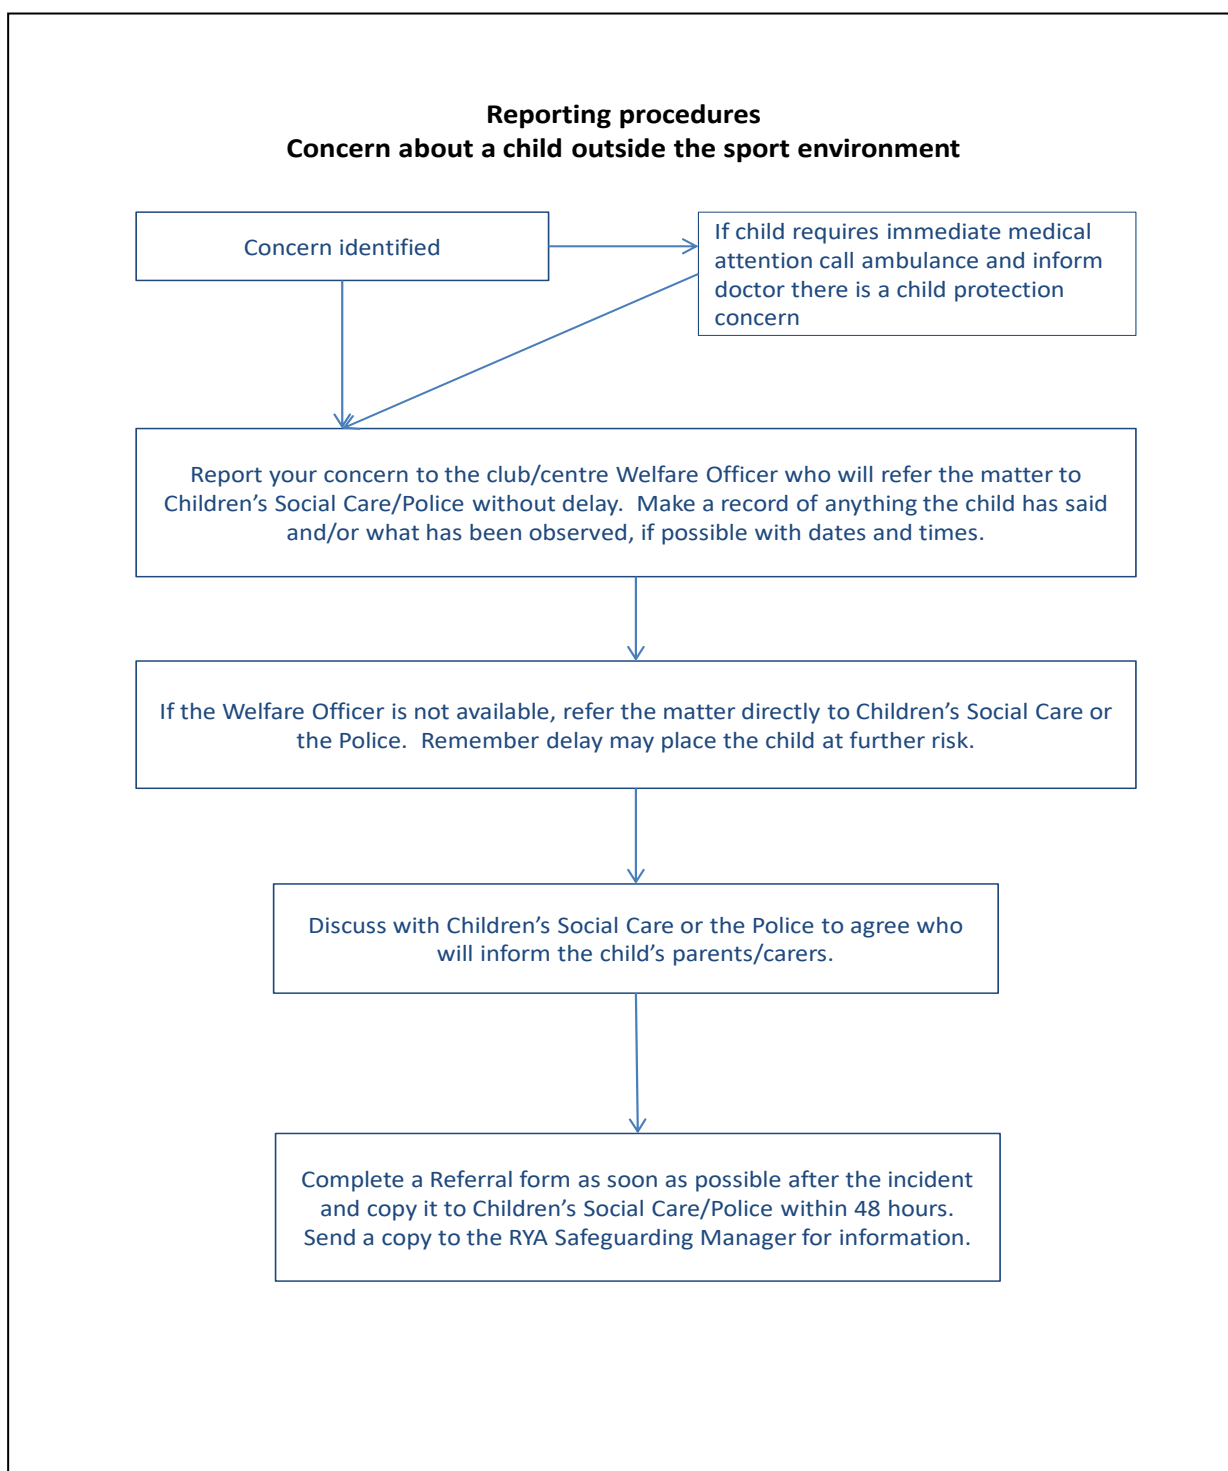 Reporting procedures
Concern about a child outside the sport environment
Concern identified
If child requires immediate medical
attention call ambulance and inform
doctor there is a child protection
concern
Report your concern to the club/centre Welfare Officer who will refer the matter to
Children’s Social Care/Police without delay.  Make a record of anything the child has said
and/or what has been observed, if possible with dates and times.
If the Welfare Officer is not available, refer the matter directly to Children’s Social Care or
the Police.  Remember delay may place the child at further risk.
Discuss with Children’s Social Care or the Police to agree who
will inform the child’s parents/carers.
Complete a Referral form as soon as possible after the incident
and copy it to Children’s Social Care/Police within 48 hours.
Send a copy to the RYA Safeguarding Manager for information.